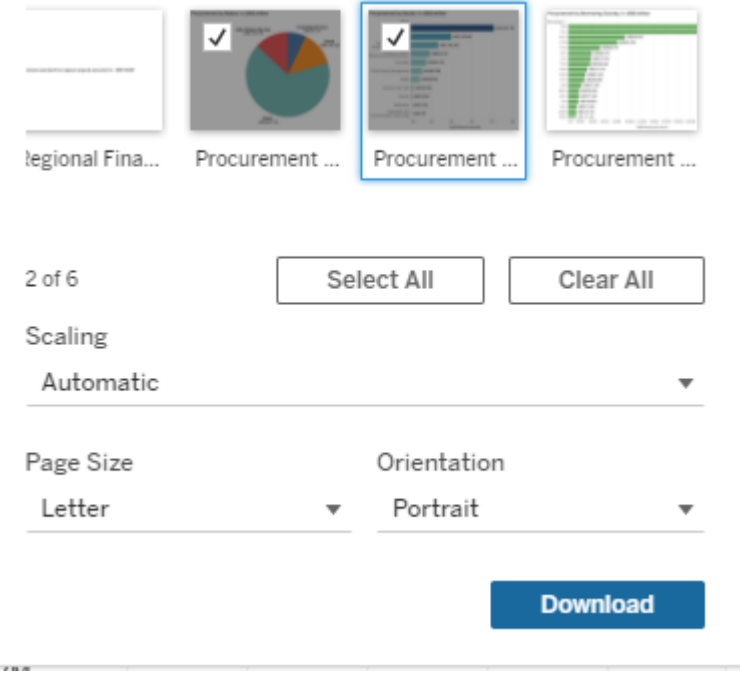 Regional Fina...
Procurement ...
Procurement ...
Procurement ...
2 of 6
Select All
Clear All
Scaling
Automatic
Page Size
Orientation
Letter
Portrait
Download